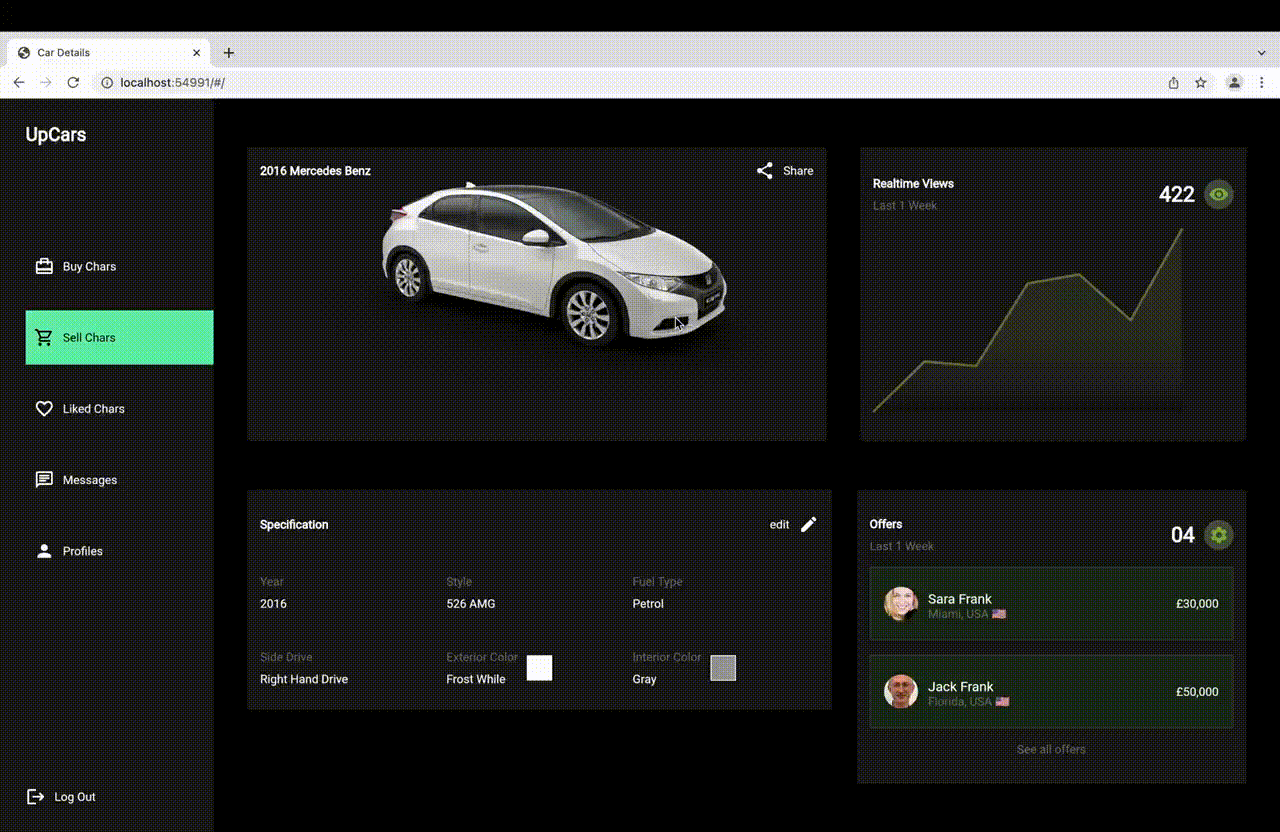 Car Details
localhost:54991/#/
UpCars
Buy Chars
Sell Chars
Liked Chars
Messages
Profiles
Log Out
2016 Mercedes Benz
Share
Realtime Views
Last 1 Week
422
Specification
edit
Year
2016
Style
526 AMG
Fuel Type
Petrol
Side Drive
Right Hand Drive
Exterior Color
Frost While
Interior Color
Gray
Offers
Last 1 Week
04
Sara Frank
Miami, USA 🇺🇸
£30,000
Jack Frank
Florida, USA 🇺🇸
£50,000
See all offers